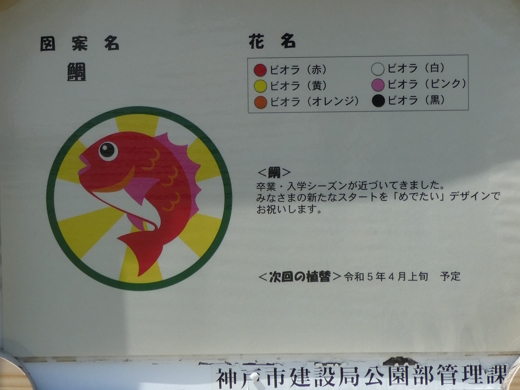 図案名
鯛
花名
ビオラ（赤）
ビオラ（白）
ビオラ（黄）
ビオラ（ピンク）
ビオラ（オレンジ）
ビオラ（黒）
＜鯛＞
卒業・入学シーズンが近づいてきました。
みなさまの新たなスタートを「めでたい」デザインで
お祝いします。
＜次回の植替＞令和５年４月上旬　予定
神戸市建設局公園部管理課